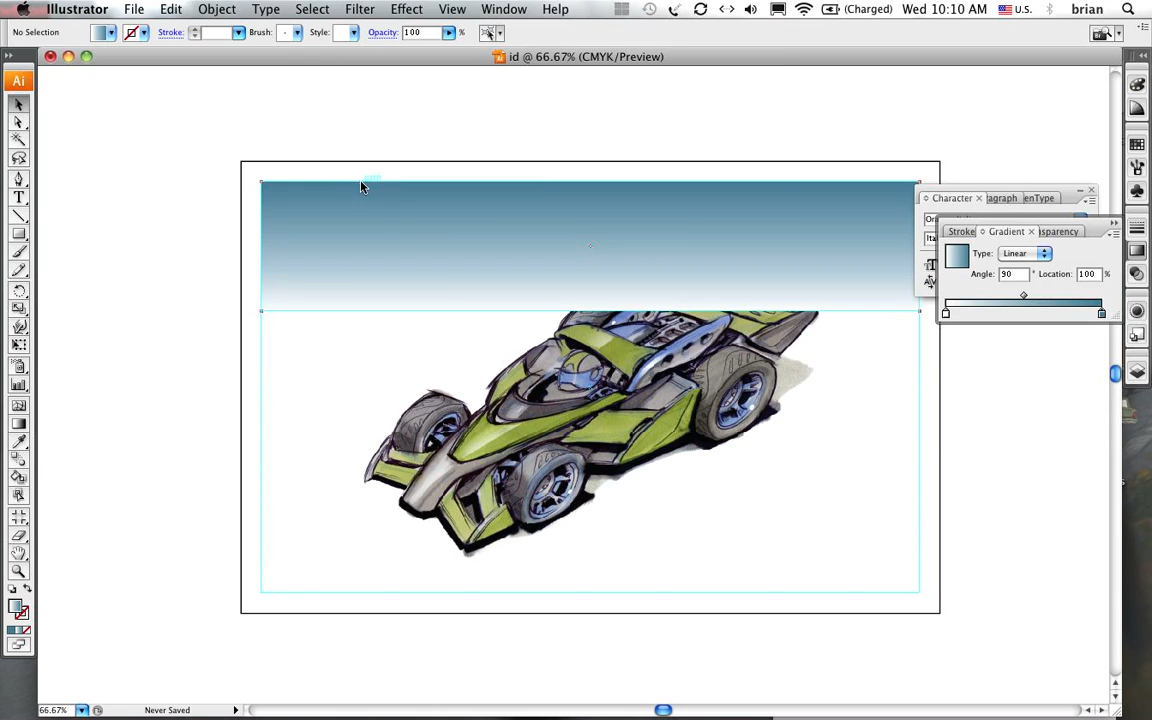 Illustrator File Edit Object Type Select Filter Effect View Window Help (Charged) Wed 10:10 AM U.S. brian
No Selection Stroke: Brush: Style: Opacity: 100 %
id @ 66.67% (CMYK/Preview)
Ai
Character ragraph enType
Stroke Gradient sparency
Type: Linear
Angle: 90 ° Location: 100 %
66.67% Never Saved